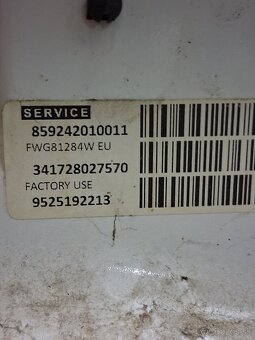 SERVICE
859242010011
FWG81284W EU
341728027570
FACTORY USE
9525192213